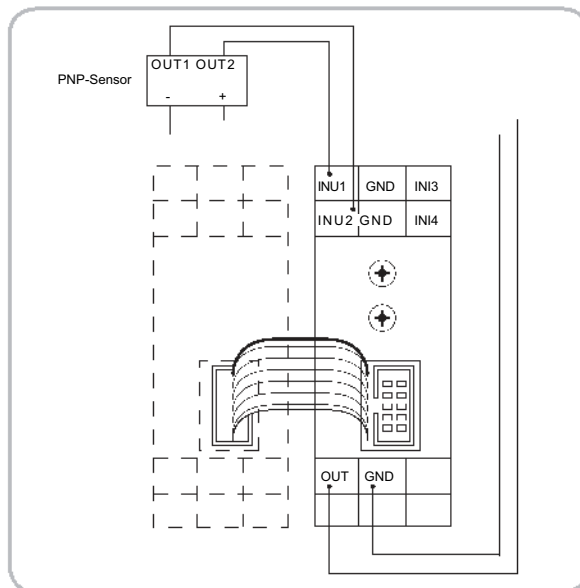 OUT1 OUT2
PNP-Sensor
- +
INU1 GND INI3
INU2 GND INI4
OUT GND